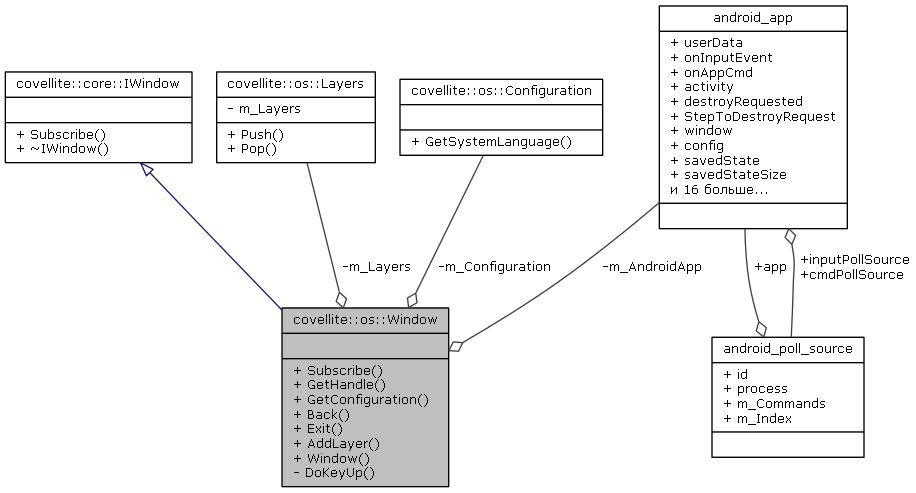 android_app
+ userData
+ onInputEvent
+ onAppCmd
+ activity
+ destroyRequested
+ StepToDestroyRequest
+ window
+ config
+ savedState
+ savedStateSize
и 16 больше...
covellite::core::IWindow
+ Subscribe()
+ ~IWindow()
covellite::os::Layers
- m_Layers
+ Push()
+ Pop()
covellite::os::Configuration
+ GetSystemLanguage()
-m_Layers
-m_Configuration
-m_AndroidApp
+app
+inputPollSource
+cmdPollSource
covellite::os::Window
+ Subscribe()
+ GetHandle()
+ GetConfiguration()
+ Back()
+ Exit()
+ AddLayer()
+ Window()
- DoKeyUp()
android_poll_source
+ id
+ process
+ m_Commands
+ m_Index